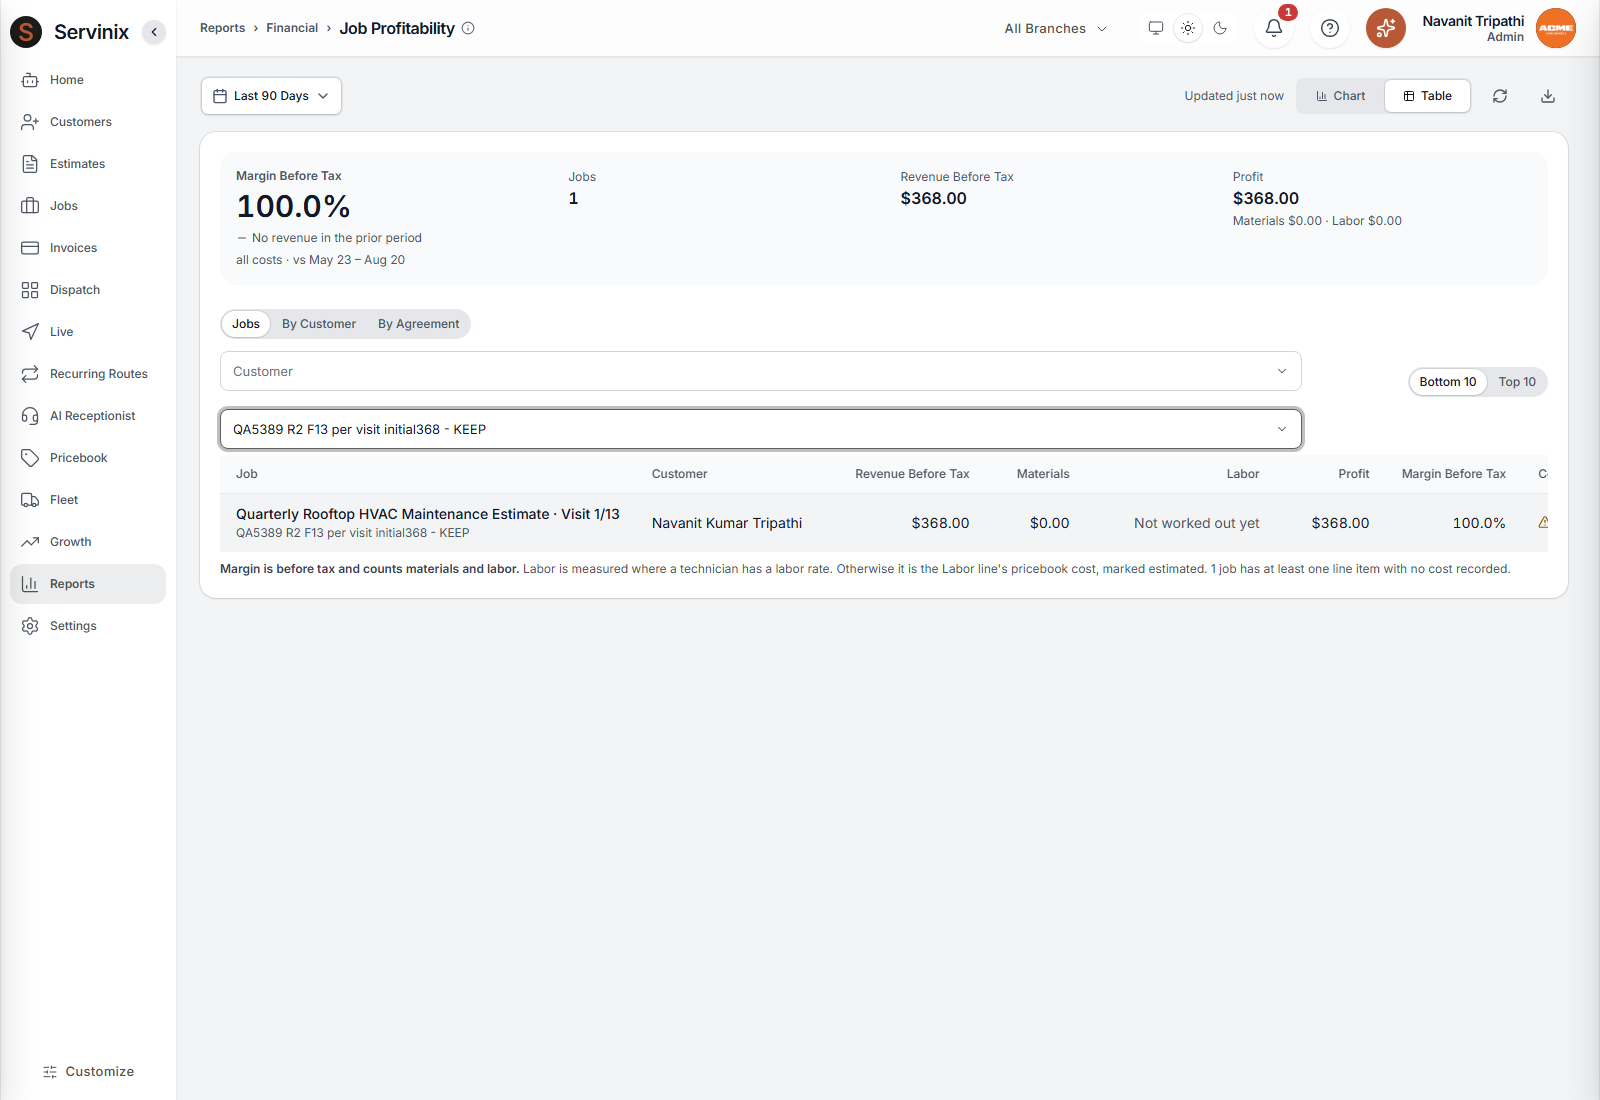 S
Servinix
Home
Customers
Estimates
Jobs
Invoices
Dispatch
Live
Recurring Routes
AI Receptionist
Pricebook
Fleet
Growth
Reports
Settings
Customize
Reports > Financial > Job Profitability
All Branches
1
Navanit Tripathi
Admin
ACME
Last 90 Days
Updated just now
Chart
Table
Margin Before Tax
100.0%
– No revenue in the prior period
all costs · vs May 23 – Aug 20
Jobs
1
Revenue Before Tax
$368.00
Profit
$368.00
Materials $0.00 · Labor $0.00
Jobs By Customer By Agreement
Customer
Bottom 10 Top 10
QA5389 R2 F13 per visit initial368 - KEEP
Job Customer Revenue Before Tax Materials Labor Profit Margin Before Tax
Quarterly Rooftop HVAC Maintenance Estimate · Visit 1/13
QA5389 R2 F13 per visit initial368 - KEEP
Navanit Kumar Tripathi $368.00 $0.00 Not worked out yet $368.00 100.0%
Margin is before tax and counts materials and labor. Labor is measured where a technician has a labor rate. Otherwise it is the Labor line's pricebook cost, marked estimated. 1 job has at least one line item with no cost recorded.